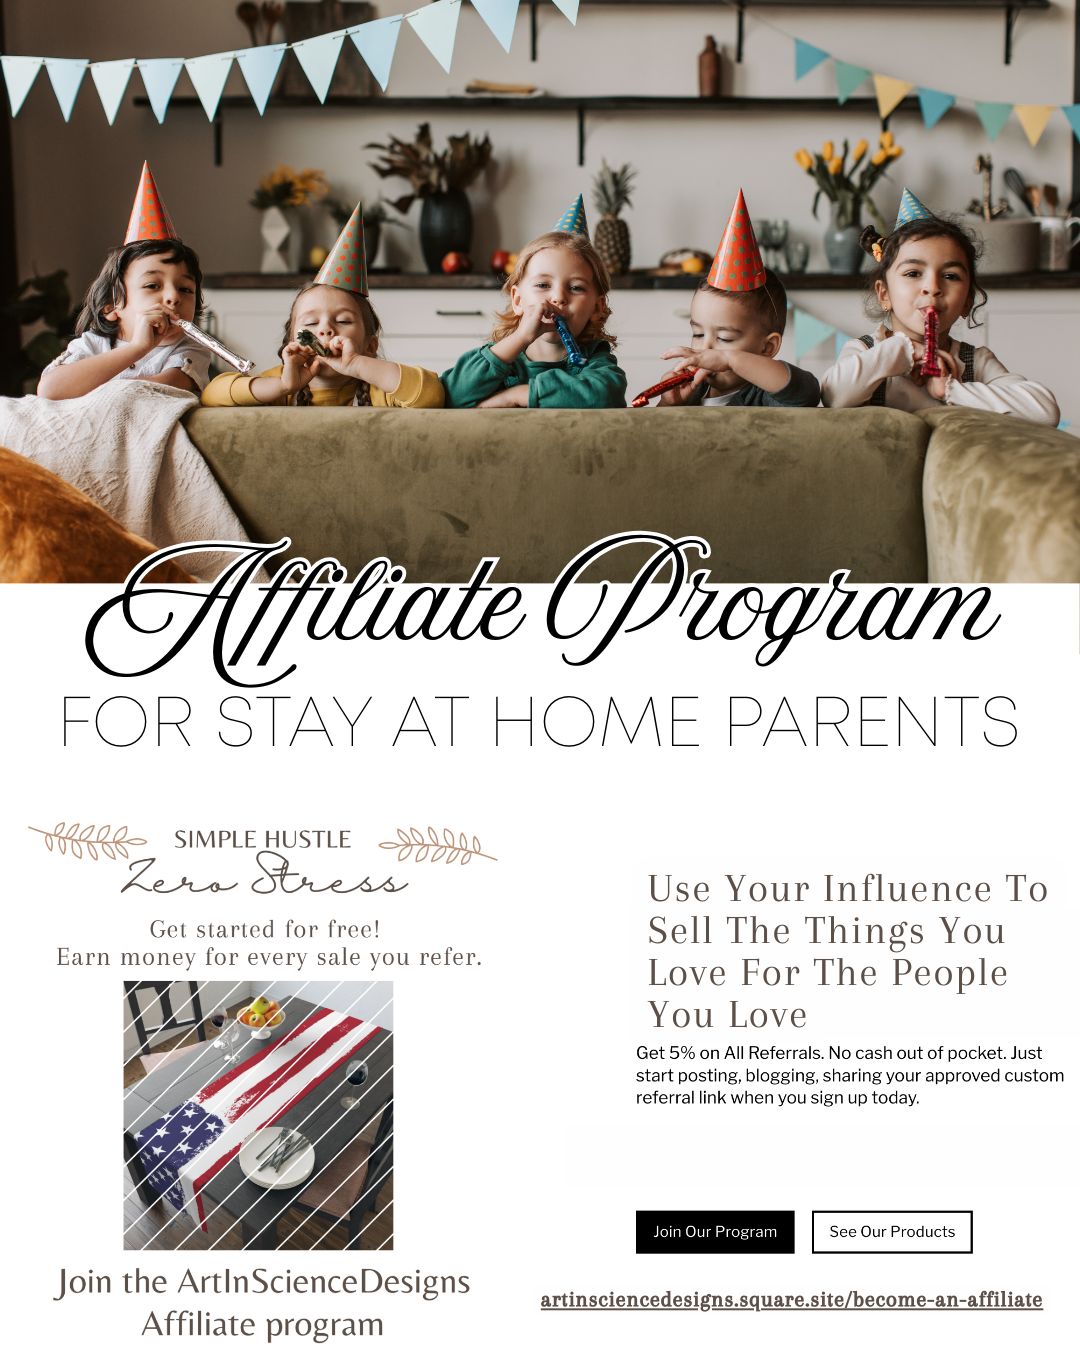 Affiliate Program
FOR STAY AT HOME PARENTS
SIMPLE HUSTLE
Zero Stress
Get started for free!
Earn money for every sale you refer.
Join the ArtInScienceDesigns
Affiliate program
Use Your Influence To
Sell The Things You
Love For The People
You Love
Get 5% on All Referrals. No cash out of pocket. Just
start posting, blogging, sharing your approved custom
referral link when you sign up today.
Join Our Program
See Our Products
artinsciencedesigns.square.site/become-an-affiliate